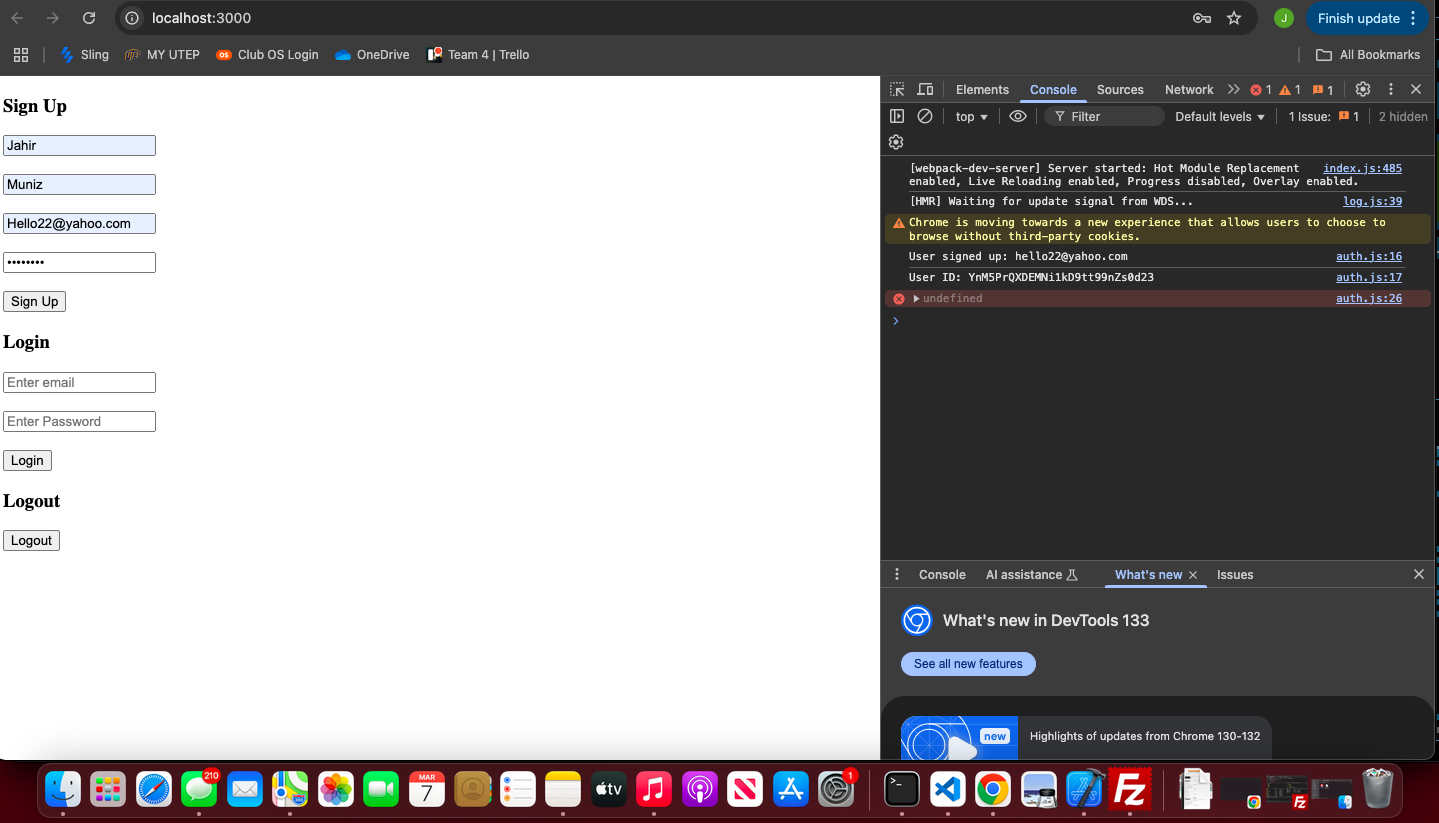 localhost:3000
J
Finish update
Sling
MY UTEP
os
Club OS Login
OneDrive
Team 4 | Trello
All Bookmarks
Sign Up
Jahir
Muniz
Hello22@yahoo.com
••••••••
Sign Up
Login
Enter email
Enter Password
Login
Logout
Logout
Elements
Console
Sources
Network
1
1
1
top
Filter
Default levels
1 Issue:
1
2 hidden
[webpack-dev-server] Server started: Hot Module Replacement
index.js:485
enabled, Live Reloading enabled, Progress disabled, Overlay enabled.
[HMR] Waiting for update signal from WDS...
log.js:39
Chrome is moving towards a new experience that allows users to choose to
browse without third-party cookies.
User signed up: hello22@yahoo.com
auth.js:16
User ID: YnM5PrQXDEMNi1kD9tt99nZs0d23
auth.js:17
undefined
auth.js:26
Console
AI assistance
What's new
Issues
What's new in DevTools 133
See all new features
new
Highlights of updates from Chrome 130-132
210
MAR
7
tv
1
Fz